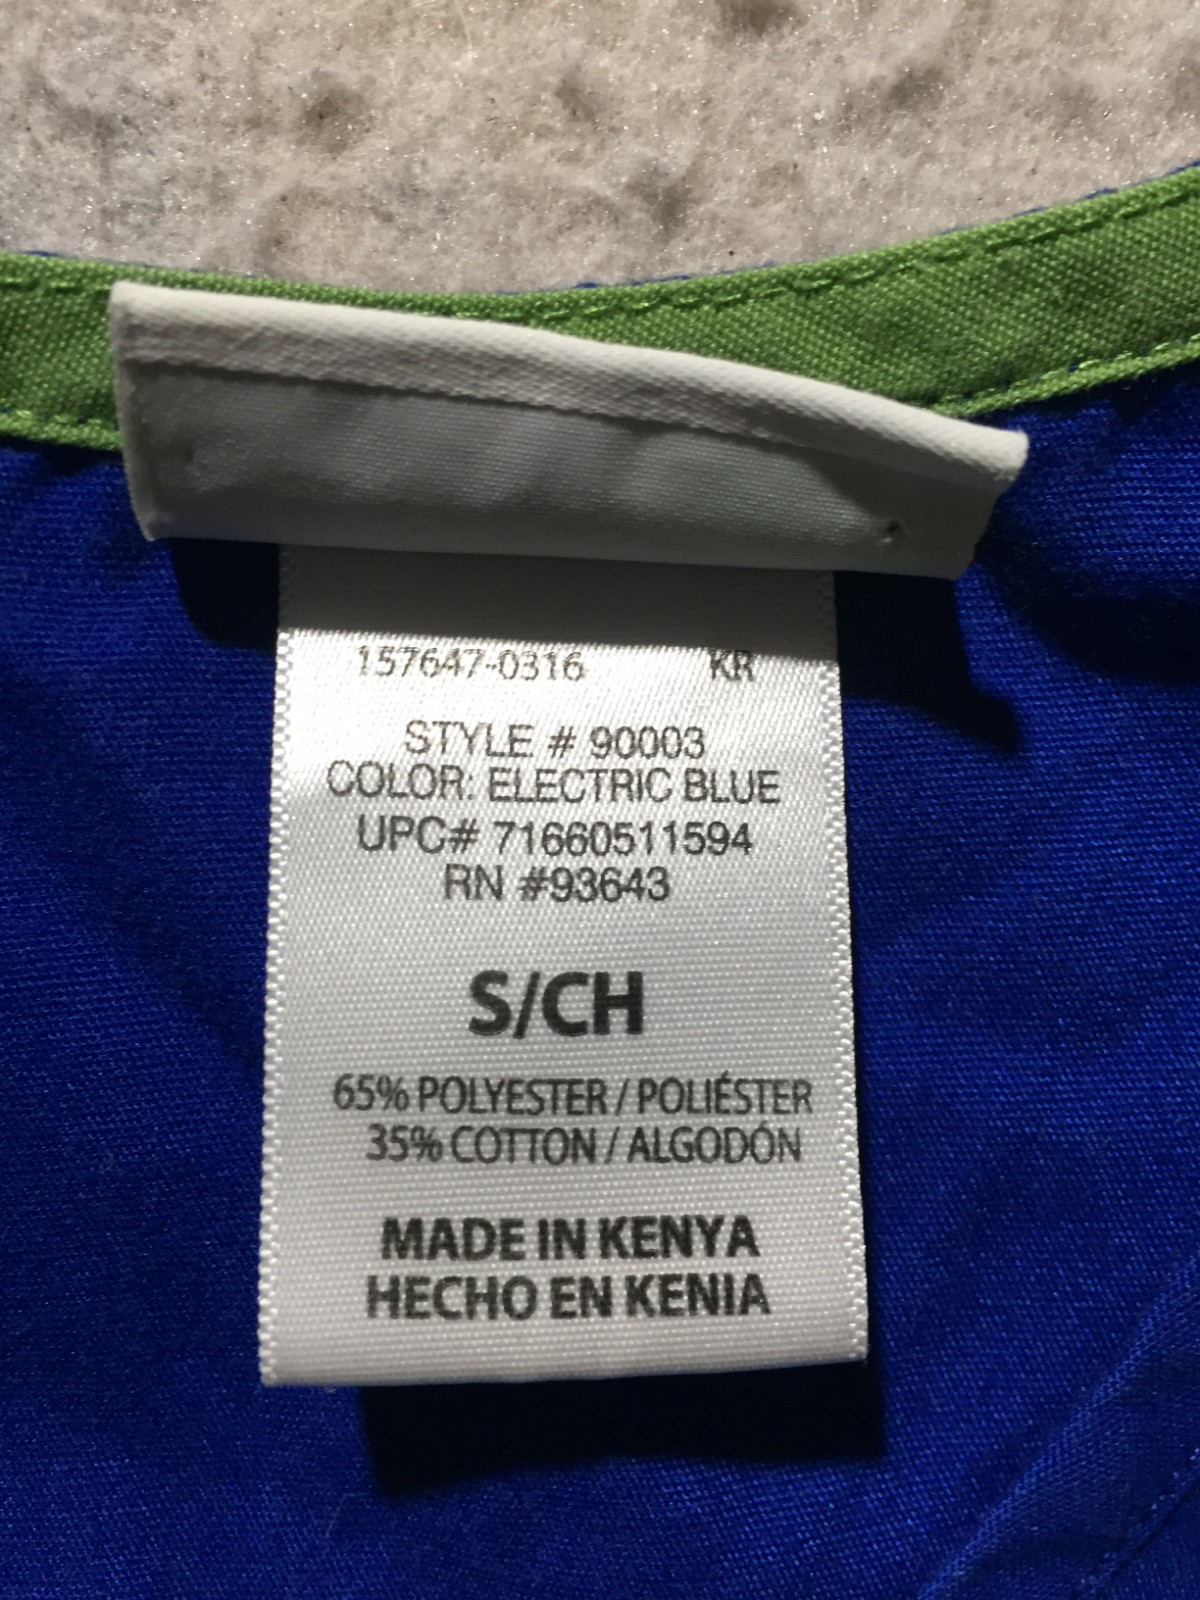 157647-0316 KR
STYLE # 90003
COLOR: ELECTRIC BLUE
UPC# 71660511594
RN #93643
S/CH
65% POLYESTER / POLIÉSTER
35% COTTON / ALGODÓN
MADE IN KENYA
HECHO EN KENIA